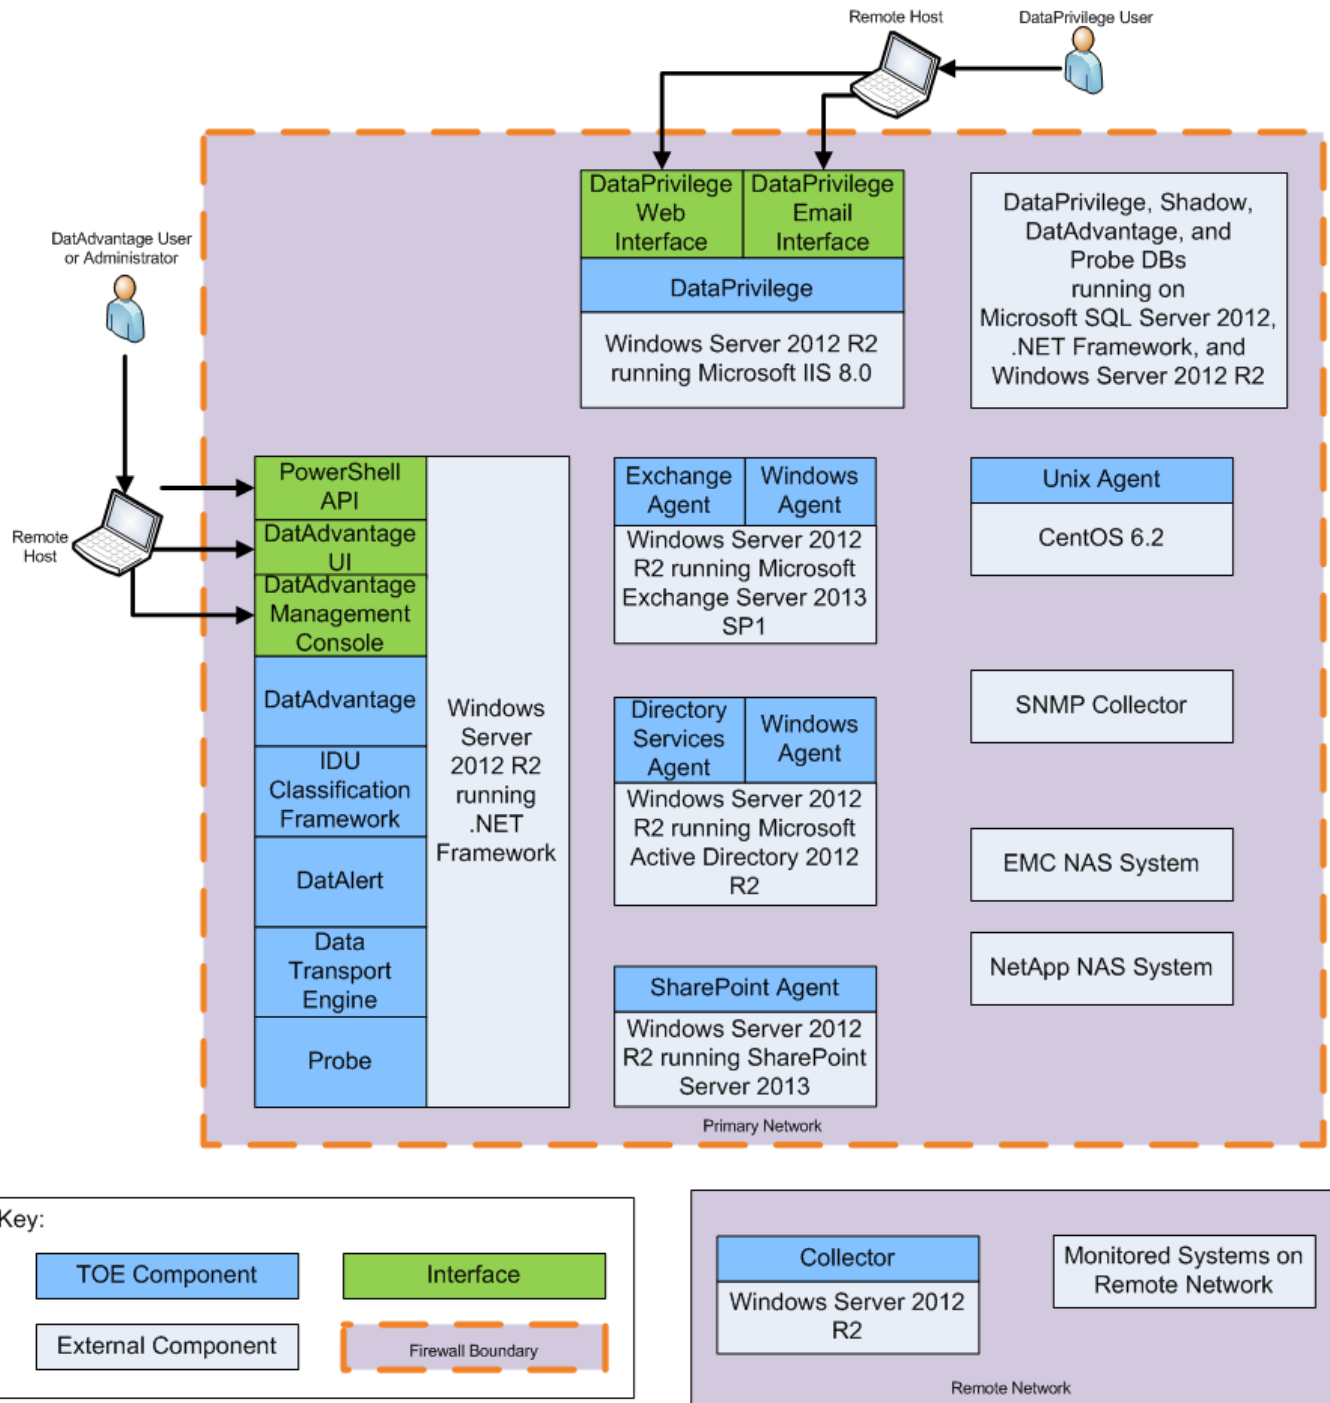 Remote Host
DataPrivilege User
DataPrivilege
Web
Interface
DataPrivilege
Email
Interface
DataPrivilege
Windows Server 2012 R2
running Microsoft IIS 8.0
DataPrivilege, Shadow,
DatAdvantage, and
Probe DBs
running on
Microsoft SQL Server 2012,
.NET Framework, and
Windows Server 2012 R2
DatAdvantage User
or Administrator
Remote
Host
PowerShell
API
DatAdvantage
UI
DatAdvantage
Management
Console
DatAdvantage
IDU
Classification
Framework
DatAlert
Data
Transport
Engine
Probe
Windows
Server
2012 R2
running
.NET
Framework
Exchange
Agent
Windows
Agent
Windows Server 2012
R2 running Microsoft
Exchange Server 2013
SP1
Directory
Services
Agent
Windows
Agent
Windows Server 2012
R2 running Microsoft
Active Directory 2012
R2
SharePoint Agent
Windows Server 2012
R2 running SharePoint
Server 2013
Unix Agent
CentOS 6.2
SNMP Collector
EMC NAS System
NetApp NAS System
Primary Network
Key:
TOE Component
Interface
External Component
Firewall Boundary
Collector
Windows Server 2012
R2
Monitored Systems on
Remote Network
Remote Network